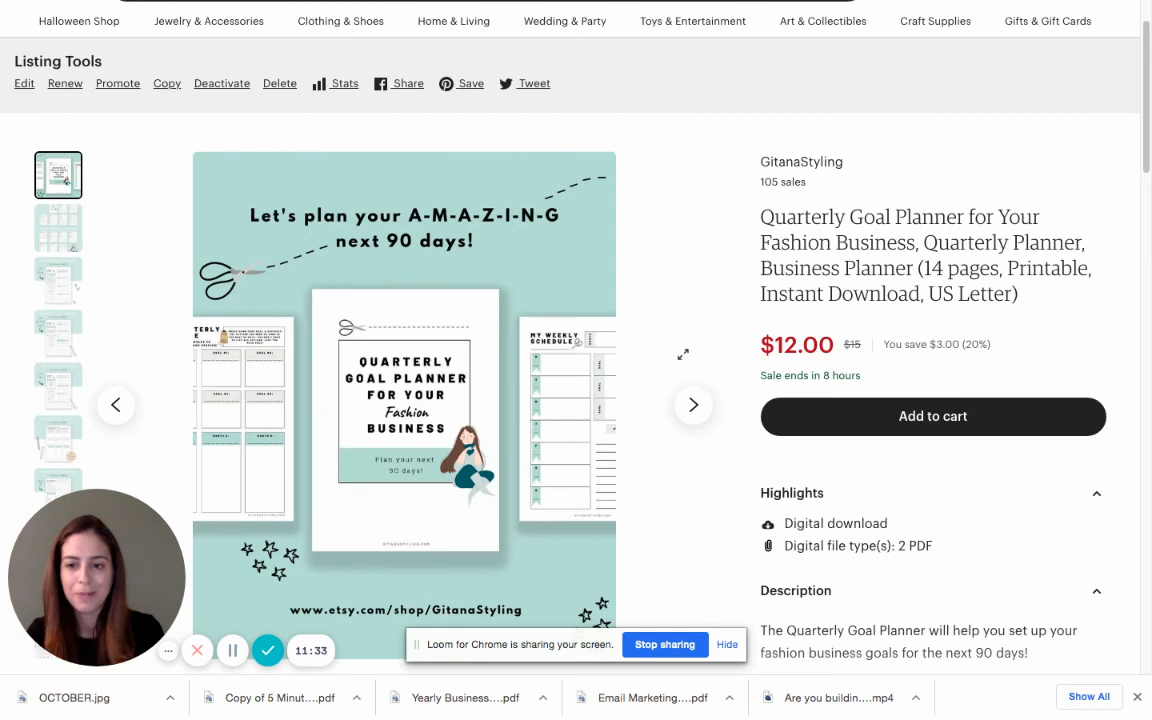 Halloween Shop Jewelry & Accessories Clothing & Shoes Home & Living Wedding & Party Toys & Entertainment Art & Collectibles Craft Supplies Gifts & Gift Cards
Listing Tools
Edit Renew Promote Copy Deactivate Delete Stats Share Save Tweet
GitanaStyling
105 sales
Quarterly Goal Planner for Your
Fashion Business, Quarterly Planner,
Business Planner (14 pages, Printable,
Instant Download, US Letter)
$12.00 $15 You save $3.00 (20%)
Sale ends in 8 hours
Add to cart
Highlights
Digital download
Digital file type(s): 2 PDF
Description
The Quarterly Goal Planner will help you set up your
fashion business goals for the next 90 days!
Let's plan your A-M-A-Z-I-N-G
next 90 days!
QUARTERLY
GOAL PLANNER
FOR YOUR
Fashion
BUSINESS
Plan your next
90 days!
GITANASTYLING.COM
MY WEEKLY
SCHEDULE
www.etsy.com/shop/GitanaStyling
11:33
Loom for Chrome is sharing your screen. Stop sharing Hide
OCTOBER.jpg Copy of 5 Minut....pdf Yearly Business....pdf Email Marketing....pdf Are you buildin....mp4 Show All